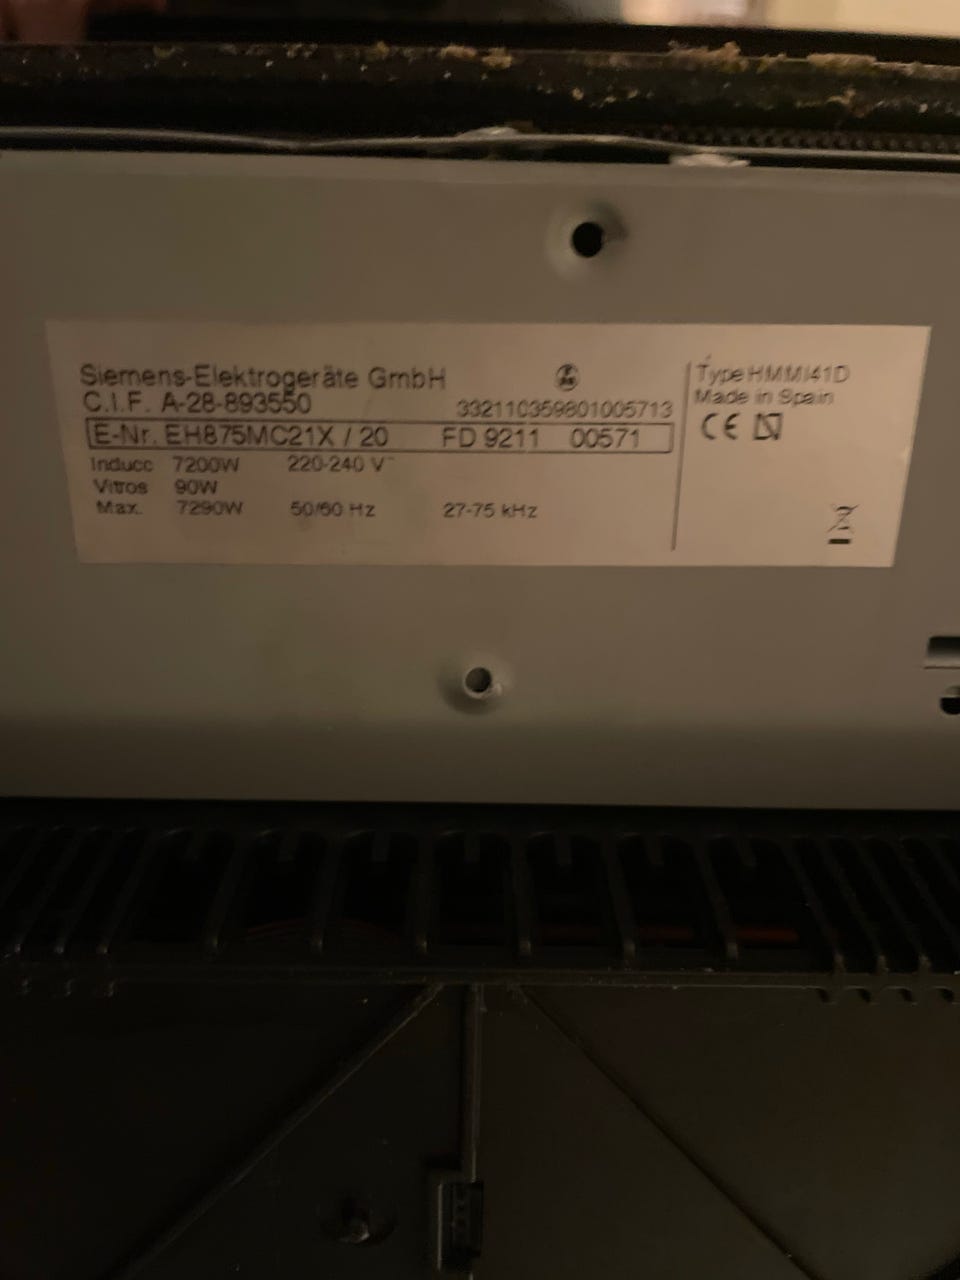 Siemens-Elektrogeräte GmbH
C.I.F. A-28-893550
332110359801005713
E-Nr. EH875MC21X / 20 FD 9211 00571
Inducc 7200W 220-240 V~
Vitros 90W
Max. 7290W 50/60 Hz 27-75 kHz
Type HMMI41D
Made in Spain
CE N